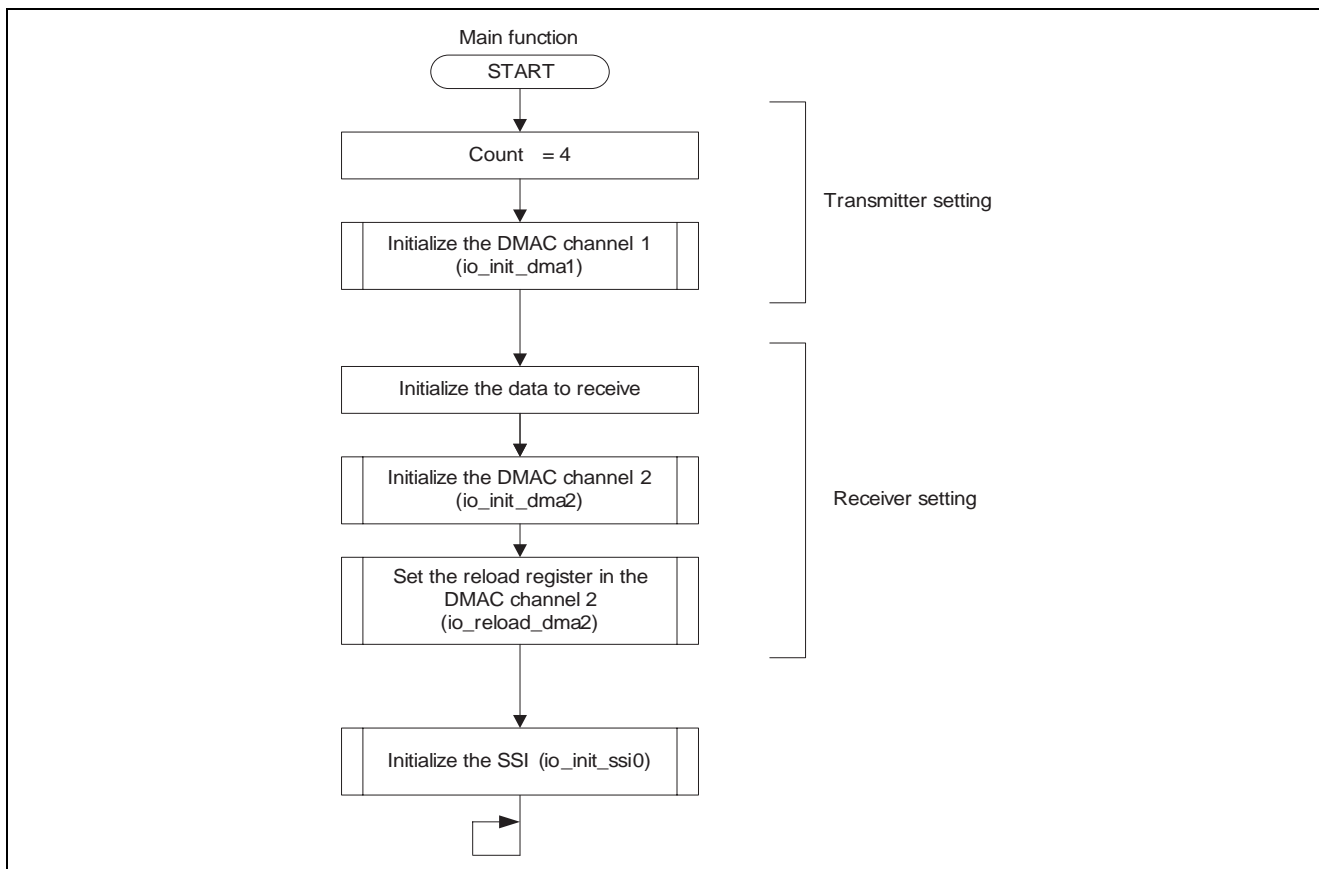 Main function
START
Count = 4
Transmitter setting
Initialize the DMAC channel 1
(io_init_dma1)
Initialize the data to receive
Initialize the DMAC channel 2
(io_init_dma2)
Receiver setting
Set the reload register in the
DMAC channel 2
(io_reload_dma2)
Initialize the SSI (io_init_ssi0)